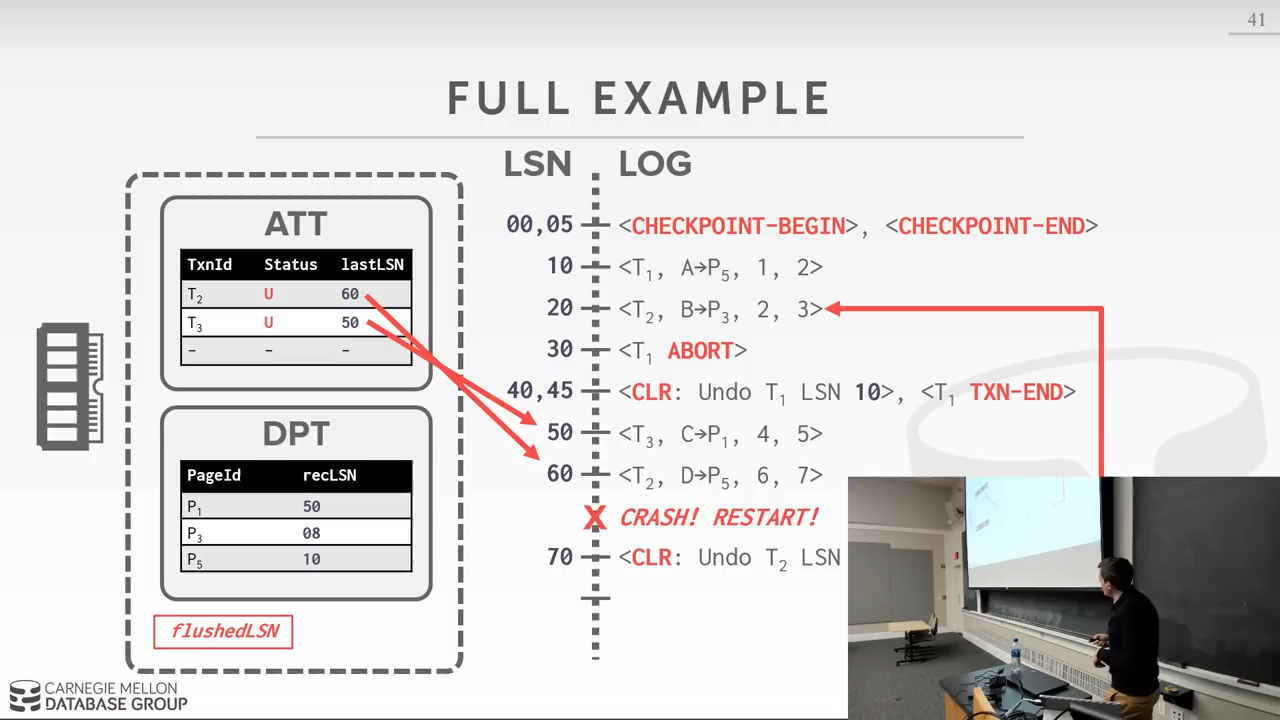 41
FULL EXAMPLE
LSN LOG
ATT
TxnId Status lastLSN
T2 U 60
T3 U 50
- - -
DPT
PageId recLSN
P1 50
P3 08
P5 10
flushedLSN
00,05 <CHECKPOINT-BEGIN>, <CHECKPOINT-END>
10 <T1, A→P5, 1, 2>
20 <T2, B→P3, 2, 3>
30 <T1 ABORT>
40,45 <CLR: Undo T1 LSN 10>, <T1 TXN-END>
50 <T3, C→P1, 4, 5>
60 <T2, D→P5, 6, 7>
X CRASH! RESTART!
70 <CLR: Undo T2 LSN
CARNEGIE MELLON
DATABASE GROUP